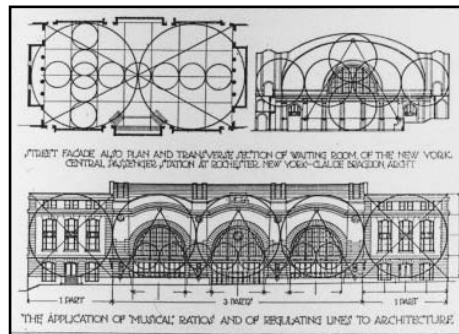 STREET FACADE ALSO PLAN AND TRANSVERSE SECTION OF WAITING ROOM, OF THE NEW YORK
CENTRAL PASSENGER STATION AT ROCHESTER, NEW YORK—CLAUDE BRAGDON, ARCHT
1 PART
3 PARTS
1 PART
THE APPLICATION OF "MUSICAL" RATIOS AND OF REGULATING LINES TO ARCHITECTURE.